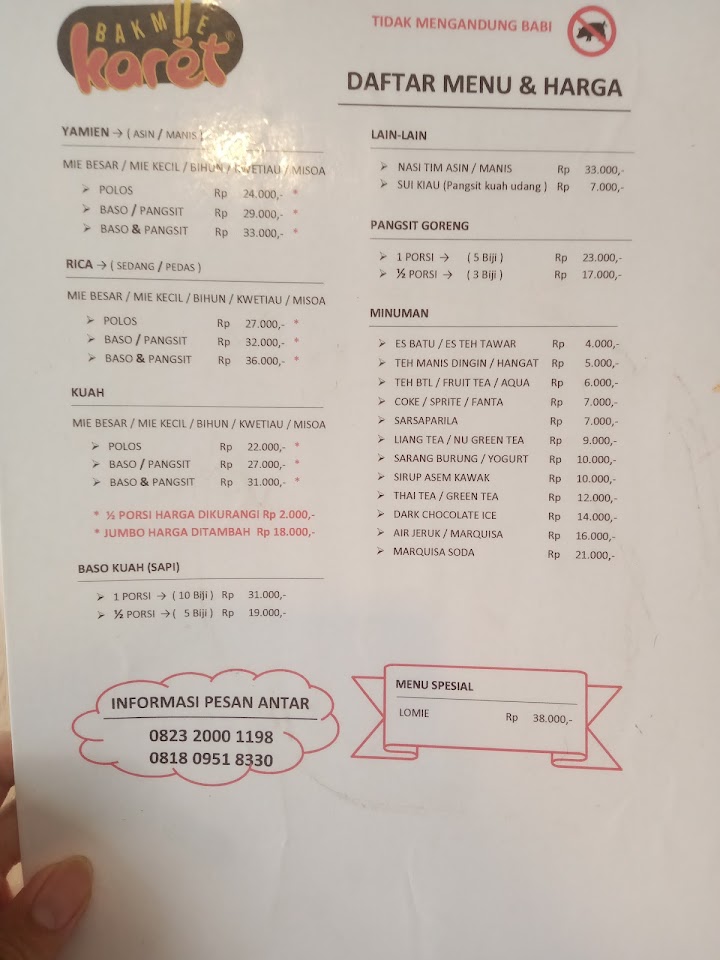 BAKMIE
karet
®
TIDAK MENGANDUNG BABI
DAFTAR MENU & HARGA
YAMIEN → ( ASIN / MANIS )
MIE BESAR / MIE KECIL / BIHUN / KWETIAU / MISOA
➢ POLOS Rp 24.000,- *
➢ BASO / PANGSIT Rp 29.000,- *
➢ BASO & PANGSIT Rp 33.000,- *
RICA → ( SEDANG / PEDAS )
MIE BESAR / MIE KECIL / BIHUN / KWETIAU / MISOA
➢ POLOS Rp 27.000,- *
➢ BASO / PANGSIT Rp 32.000,- *
➢ BASO & PANGSIT Rp 36.000,- *
KUAH
MIE BESAR / MIE KECIL / BIHUN / KWETIAU / MISOA
➢ POLOS Rp 22.000,- *
➢ BASO / PANGSIT Rp 27.000,- *
➢ BASO & PANGSIT Rp 31.000,- *
* ½ PORSI HARGA DIKURANGI Rp 2.000,-
* JUMBO HARGA DITAMBAH Rp 18.000,-
BASO KUAH (SAPI)
➢ 1 PORSI → ( 10 Biji ) Rp 31.000,-
➢ ½ PORSI → ( 5 Biji ) Rp 19.000,-
LAIN-LAIN
➢ NASI TIM ASIN / MANIS Rp 33.000,-
➢ SUI KIAU (Pangsit kuah udang ) Rp 7.000,-
PANGSIT GORENG
➢ 1 PORSI → ( 5 Biji ) Rp 23.000,-
➢ ½ PORSI → ( 3 Biji ) Rp 17.000,-
MINUMAN
➢ ES BATU / ES TEH TAWAR Rp 4.000,-
➢ TEH MANIS DINGIN / HANGAT Rp 5.000,-
➢ TEH BTL / FRUIT TEA / AQUA Rp 6.000,-
➢ COKE / SPRITE / FANTA Rp 7.000,-
➢ SARSAPARILA Rp 7.000,-
➢ LIANG TEA / NU GREEN TEA Rp 9.000,-
➢ SARANG BURUNG / YOGURT Rp 10.000,-
➢ SIRUP ASEM KAWAK Rp 10.000,-
➢ THAI TEA / GREEN TEA Rp 12.000,-
➢ DARK CHOCOLATE ICE Rp 14.000,-
➢ AIR JERUK / MARQUISA Rp 16.000,-
➢ MARQUISA SODA Rp 21.000,-
INFORMASI PESAN ANTAR
0823 2000 1198
0818 0951 8330
MENU SPESIAL
LOMIE Rp 38.000,-